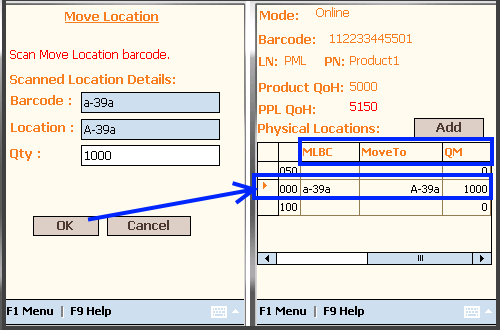 Move Location
Scan Move Location barcode.
Scanned Location Details:
Barcode : a-39a
Location : A-39a
Qty : 1000
OK Cancel
F1 Menu | F9 Help
Mode: Online
Barcode: 112233445501
LN: PML PN: Product1
Product QoH: 5000
PPL QoH: 5150
Physical Locations: Add
MLBC MoveTo QM
050 0
000 a-39a A-39a 1000
100 0
F1 Menu | F9 Help